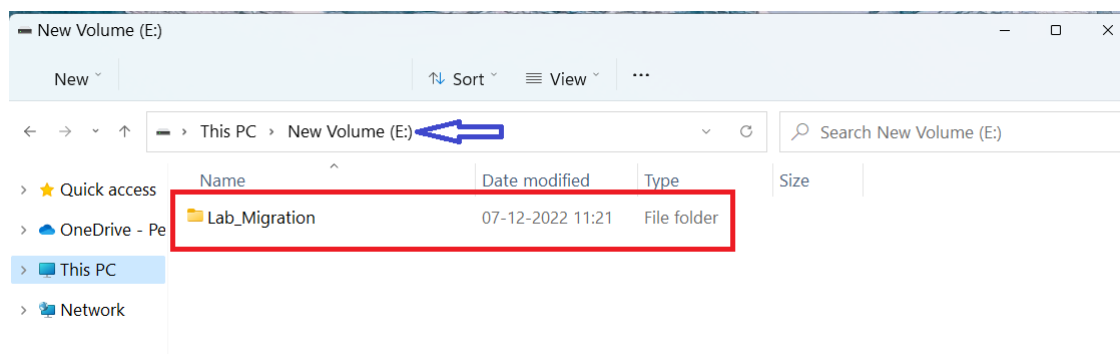 New Volume (E:)
New Sort View ...
This PC > New Volume (E:) Search New Volume (E:)
Name Date modified Type Size
Quick access
Lab_Migration 07-12-2022 11:21 File folder
OneDrive - Pe
This PC
Network